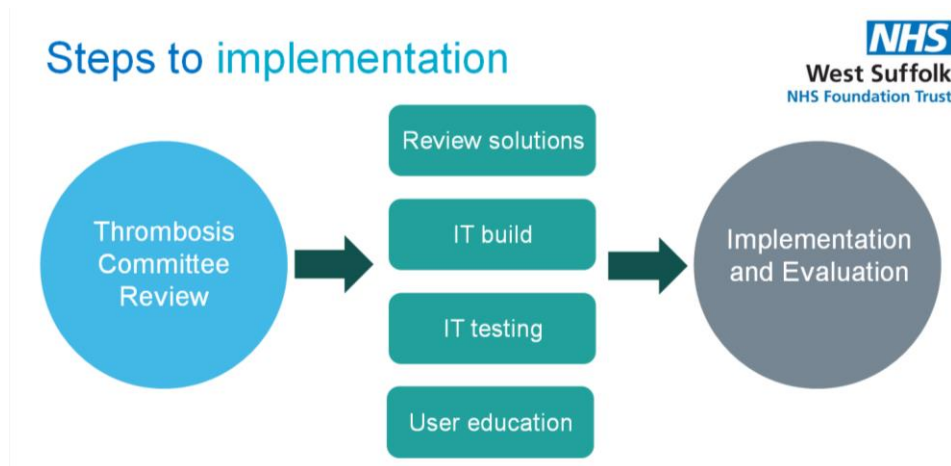 Steps to implementation
NHS
West Suffolk
NHS Foundation Trust
Thrombosis
Committee
Review
Review solutions
IT build
IT testing
User education
Implementation
and Evaluation